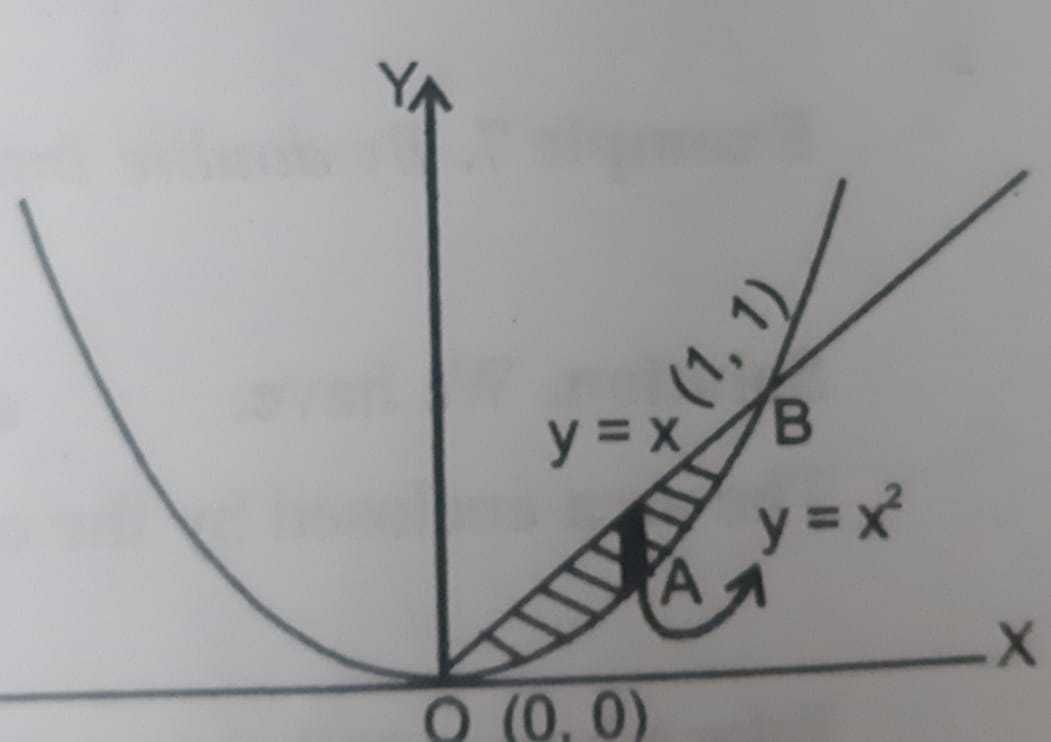 Y
(1, 1)
y = x
B
y = x²
A
X
O (0, 0)